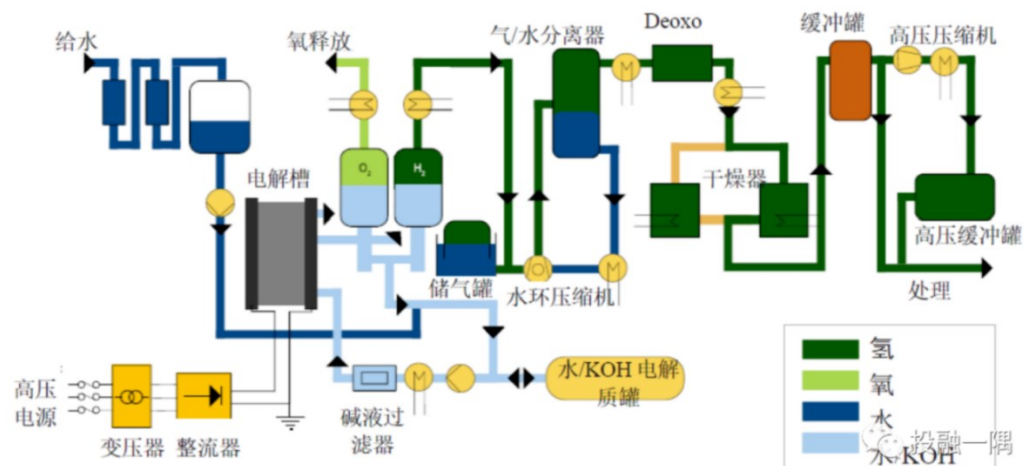 给水
氧释放
气/水分离器
Deoxo
缓冲罐
高压压缩机
电解槽
O2
H2
干燥器
储气罐
水环压缩机
高压缓冲罐
处理
高压
电源
变压器
整流器
碱液过
滤器
水/KOH 电解
质罐
氢
氧
水
水/KOH
投融一隅